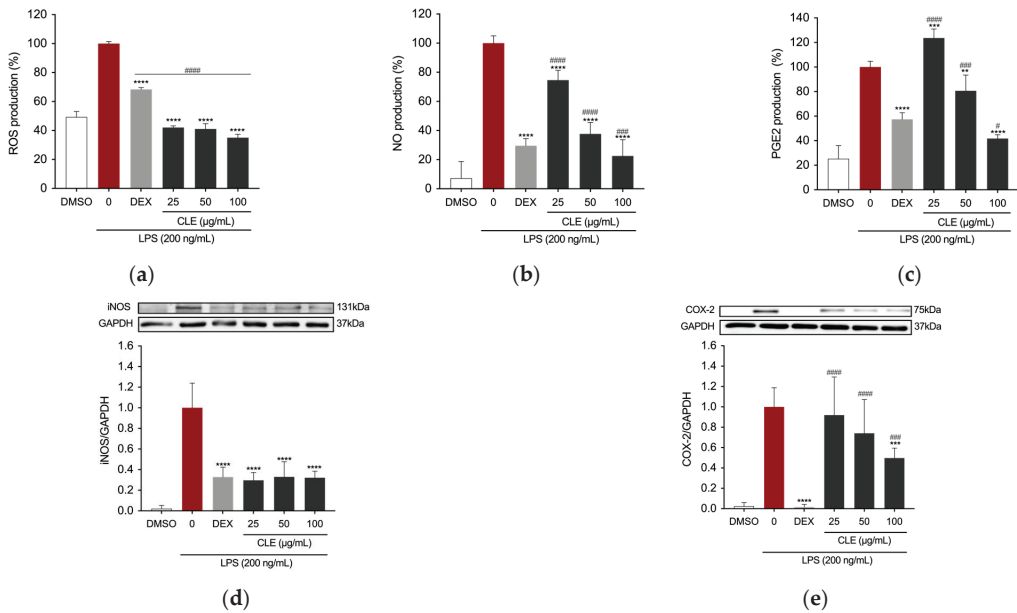 ROS production (%)
120
100
80
60
40
20
0
####
****
****
****
****
DMSO 0 DEX 25 50 100
CLE (µg/mL)
LPS (200 ng/mL)
(a)
NO production (%)
120
100
80
60
40
20
0
****
####
****
####
****
###
****
DMSO 0 DEX 25 50 100
CLE (µg/mL)
LPS (200 ng/mL)
(b)
PGE2 production (%)
140
120
100
80
60
40
20
0
****
####
***
###
**
#
****
DMSO 0 DEX 25 50 100
CLE (µg/mL)
LPS (200 ng/mL)
(c)
iNOS 131kDa
GAPDH 37kDa
iNOS/GAPDH
1.6
1.4
1.2
1.0
0.8
0.6
0.4
0.2
0.0
****
****
****
****
DMSO 0 DEX 25 50 100
CLE (µg/mL)
LPS (200 ng/mL)
(d)
COX-2 75kDa
GAPDH 37kDa
COX-2/GAPDH
1.6
1.4
1.2
1.0
0.8
0.6
0.4
0.2
0.0
****
####
####
###
***
DMSO 0 DEX 25 50 100
CLE (µg/mL)
LPS (200 ng/mL)
(e)